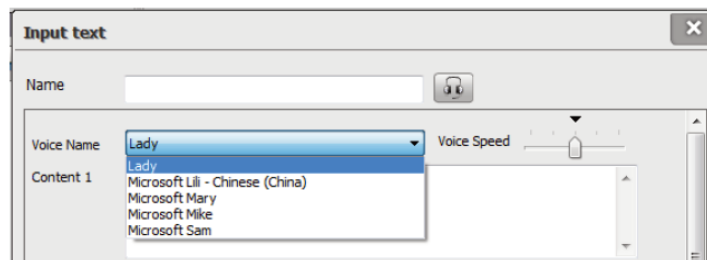 Input text
Name
Voice Name
Lady
Voice Speed
Content 1
Lady
Microsoft Lili - Chinese (China)
Microsoft Mary
Microsoft Mike
Microsoft Sam